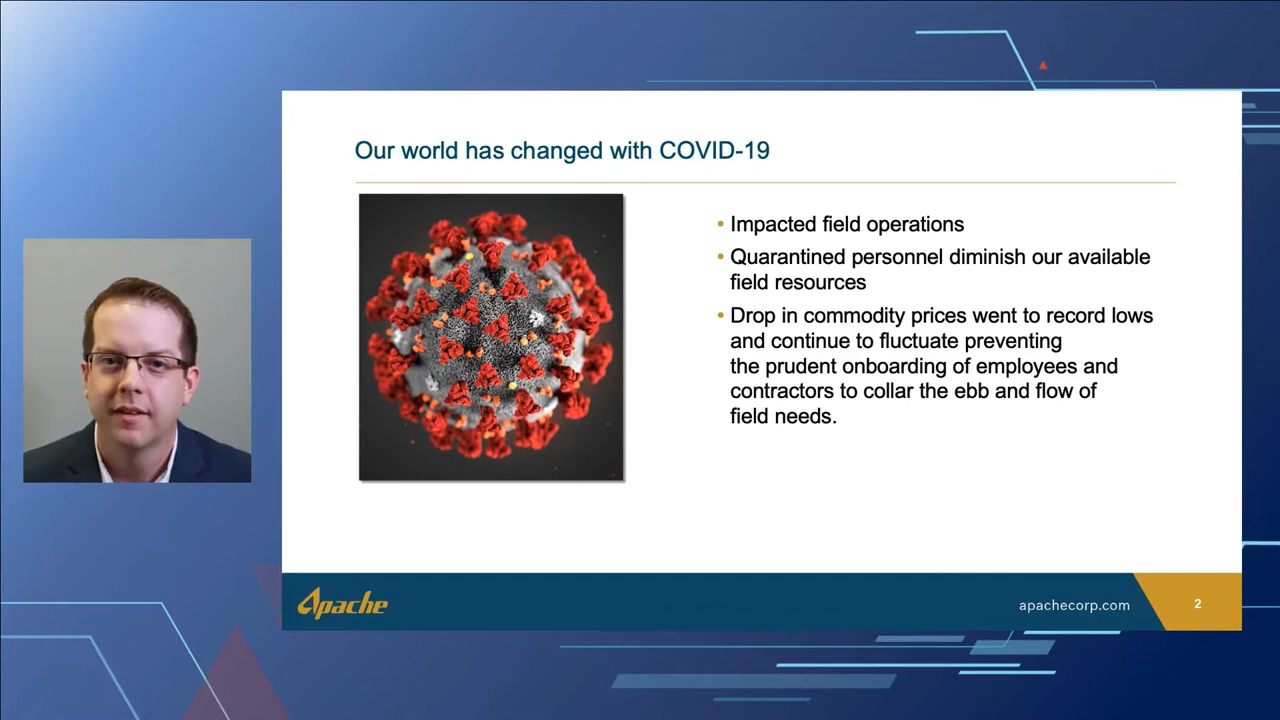 Our world has changed with COVID-19
• Impacted field operations
• Quarantined personnel diminish our available
field resources
• Drop in commodity prices went to record lows
and continue to fluctuate preventing
the prudent onboarding of employees and
contractors to collar the ebb and flow of
field needs.
Apache
apachecorp.com
2